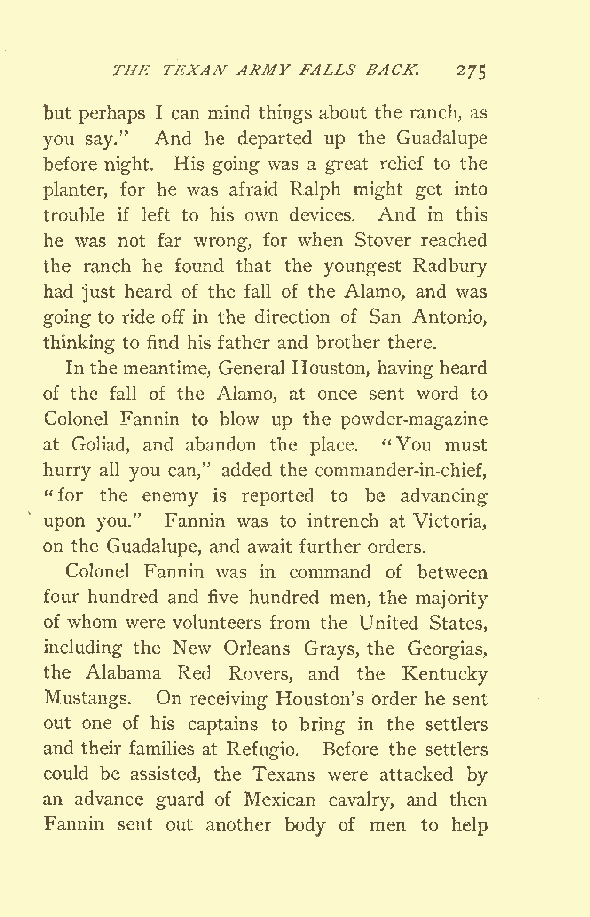 THE TEXAN ARMY FALLS BACK. 275
but perhaps I can mind things about the ranch, as
you say.” And he departed up the Guadalupe
before night. His going was a great relief to the
planter, for he was afraid Ralph might get into
trouble if left to his own devices. And in this
he was not far wrong, for when Stover reached
the ranch he found that the youngest Radbury
had just heard of the fall of the Alamo, and was
going to ride off in the direction of San Antonio,
thinking to find his father and brother there.
In the meantime, General Houston, having heard
of the fall of the Alamo, at once sent word to
Colonel Fannin to blow up the powder-magazine
at Goliad, and abandon the place. “You must
hurry all you can,” added the commander-in-chief,
“for the enemy is reported to be advancing
upon you.” Fannin was to intrench at Victoria,
on the Guadalupe, and await further orders.
Colonel Fannin was in command of between
four hundred and five hundred men, the majority
of whom were volunteers from the United States,
including the New Orleans Grays, the Georgias,
the Alabama Red Rovers, and the Kentucky
Mustangs. On receiving Houston’s order he sent
out one of his captains to bring in the settlers
and their families at Refugio. Before the settlers
could be assisted, the Texans were attacked by
an advance guard of Mexican cavalry, and then
Fannin sent out another body of men to help